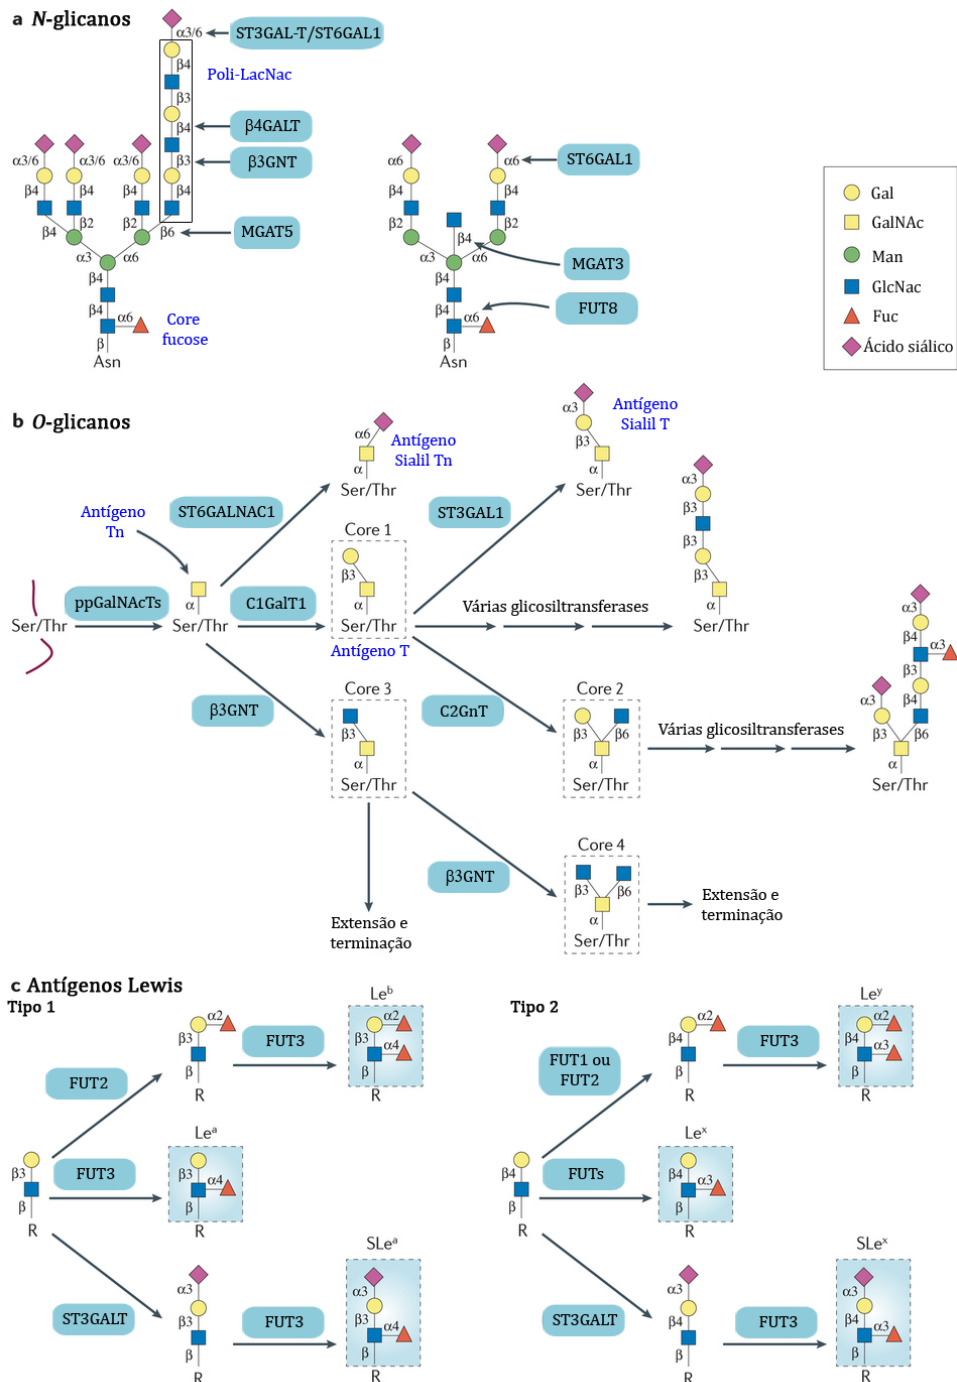 a N-glicanos
α3/6
ST3GAL-T/ST6GAL1
β4
Poli-LacNac
β3
β4
β4GALT
β3
β3GNT
β4
β6
MGAT5
α3/6
α3/6
α3/6
β4
β4
β4
β4
β2
β2
α3
α6
β4
β4
α6
β
Asn
Core
fucose
α6
α6
ST6GAL1
β4
β4
β2
β2
β4
α3
α6
MGAT3
β4
β4
α6
FUT8
β
Asn
Gal
GalNAc
Man
GlcNac
Fuc
Ácido siálico
b O-glicanos
Ser/Thr
ppGalNAcTs
Antígeno
Tn
α
Ser/Thr
ST6GALNAC1
α6
α
Ser/Thr
Antígeno
Sialil Tn
C1GalT1
Core 1
β3
α
Ser/Thr
Antígeno T
ST3GAL1
α3
β3
α
Ser/Thr
Antígeno
Sialil T
Várias glicosiltransferases
α3
β3
β3
β3
α
Ser/Thr
β3GNT
Core 3
β3
α
Ser/Thr
C2GnT
Core 2
β3
β6
α
Ser/Thr
Várias glicosiltransferases
α3
β4
α3
β3
β4
α3
β3
β6
α
Ser/Thr
Extensão e
terminação
β3GNT
Core 4
β3
β6
α
Ser/Thr
Extensão e
terminação
c Antígenos Lewis
Tipo 1
β3
β
R
FUT2
α2
β3
β
R
FUT3
Leᵇ
α2
β3
α4
β
R
FUT3
Leᵃ
β3
α4
β
R
ST3GALT
α3
β3
β
R
FUT3
SLeᵃ
α3
β3
α4
β
R
Tipo 2
β4
β
R
FUT1 ou
FUT2
α2
β4
β
R
FUT3
Leʸ
α2
β4
α3
β
R
FUTs
Leˣ
β4
α3
β
R
ST3GALT
α3
β4
β
R
FUT3
SLeˣ
α3
β4
α3
β
R